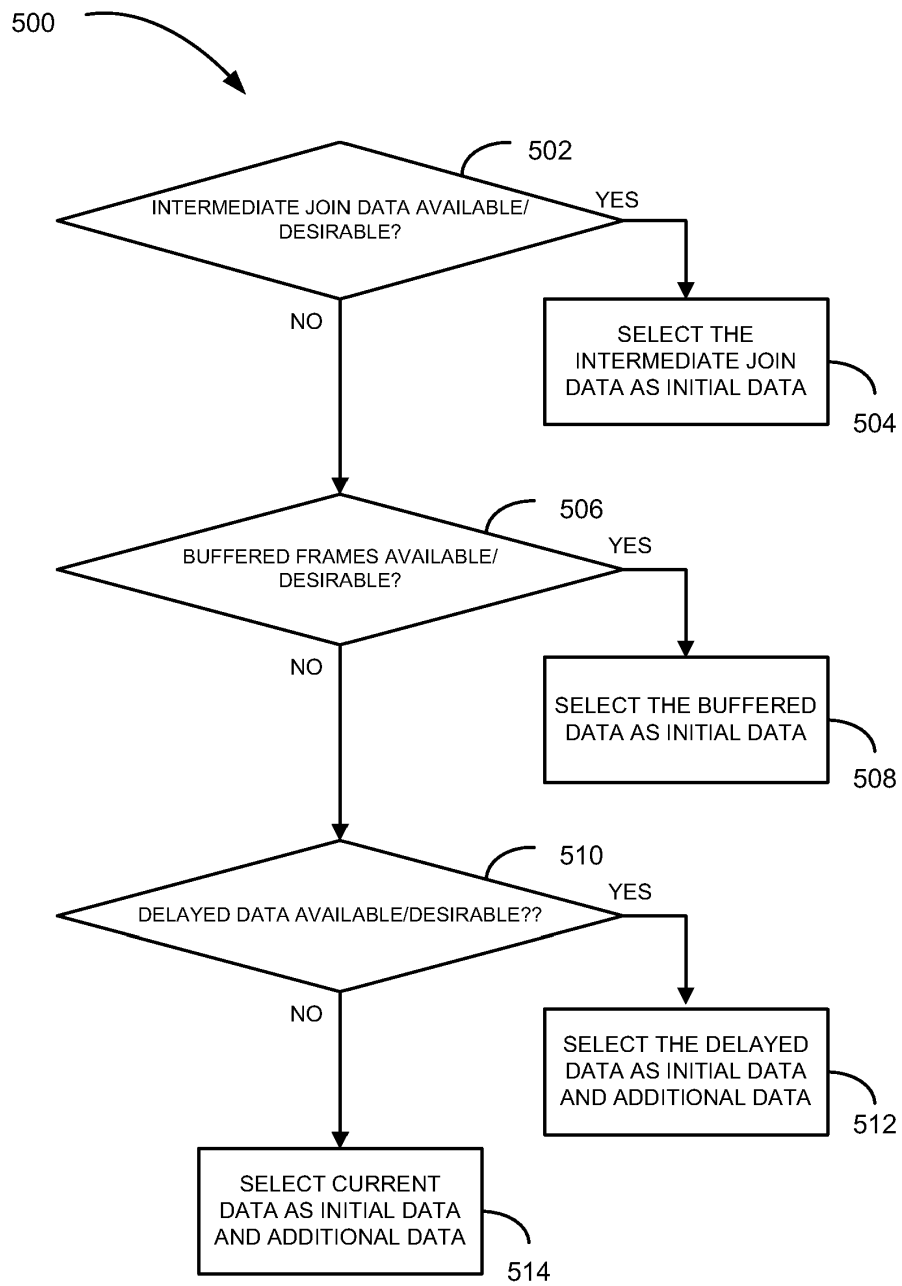 500
502
INTERMEDIATE JOIN DATA AVAILABLE/
DESIRABLE?
YES
NO
SELECT THE
INTERMEDIATE JOIN
DATA AS INITIAL DATA
504
506
BUFFERED FRAMES AVAILABLE/
DESIRABLE?
YES
NO
SELECT THE BUFFERED
DATA AS INITIAL DATA
508
510
DELAYED DATA AVAILABLE/DESIRABLE??
YES
NO
SELECT THE DELAYED
DATA AS INITIAL DATA
AND ADDITIONAL DATA
512
SELECT CURRENT
DATA AS INITIAL DATA
AND ADDITIONAL DATA
514